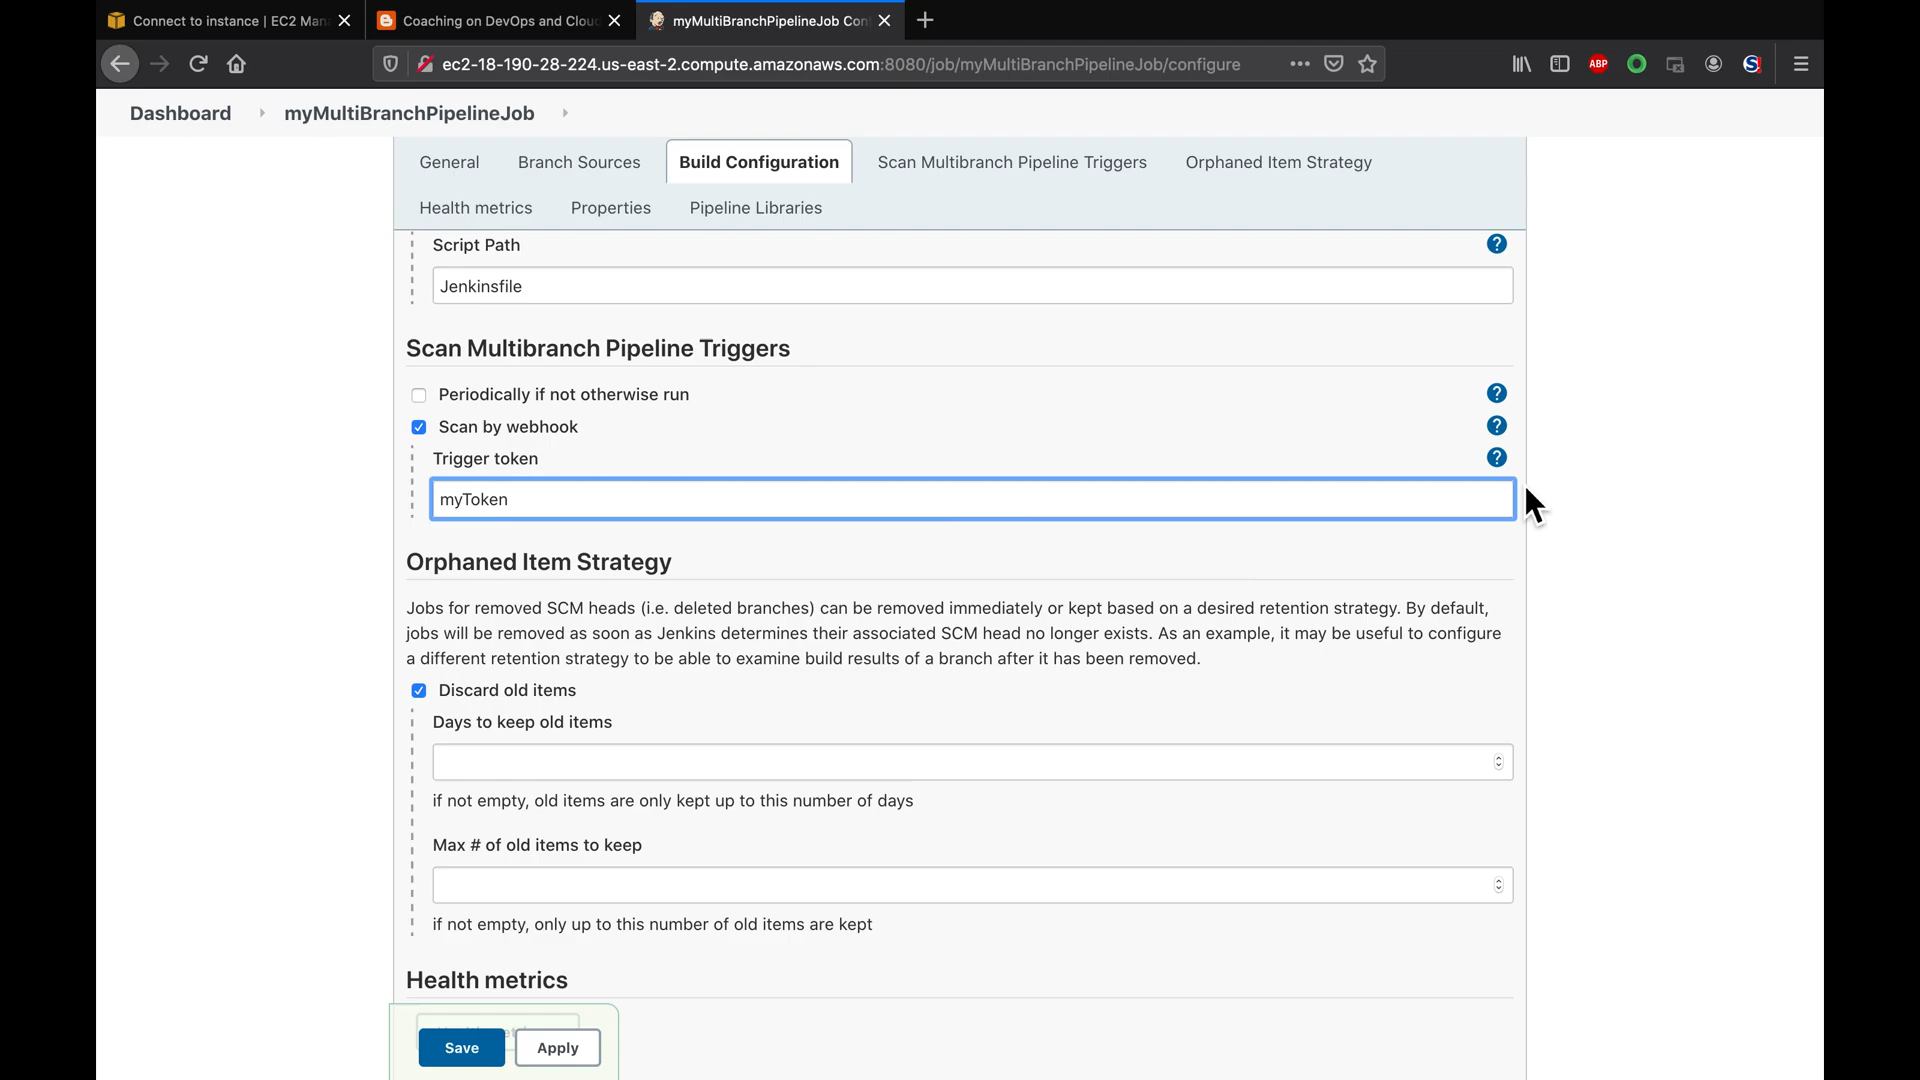 Connect to instance | EC2 Man
Coaching on DevOps and Clou
myMultiBranchPipelineJob Con
ec2-18-190-28-224.us-east-2.compute.amazonaws.com:8080/job/myMultiBranchPipelineJob/configure
ABP
Dashboard
myMultiBranchPipelineJob
General
Branch Sources
Build Configuration
Scan Multibranch Pipeline Triggers
Orphaned Item Strategy
Health metrics
Properties
Pipeline Libraries
Script Path
?
Jenkinsfile
Scan Multibranch Pipeline Triggers
Periodically if not otherwise run
?
Scan by webhook
?
Trigger token
?
myToken
Orphaned Item Strategy
Jobs for removed SCM heads (i.e. deleted branches) can be removed immediately or kept based on a desired retention strategy. By default,
jobs will be removed as soon as Jenkins determines their associated SCM head no longer exists. As an example, it may be useful to configure
a different retention strategy to be able to examine build results of a branch after it has been removed.
Discard old items
Days to keep old items
if not empty, old items are only kept up to this number of days
Max # of old items to keep
if not empty, only up to this number of old items are kept
Health metrics
Save
Apply